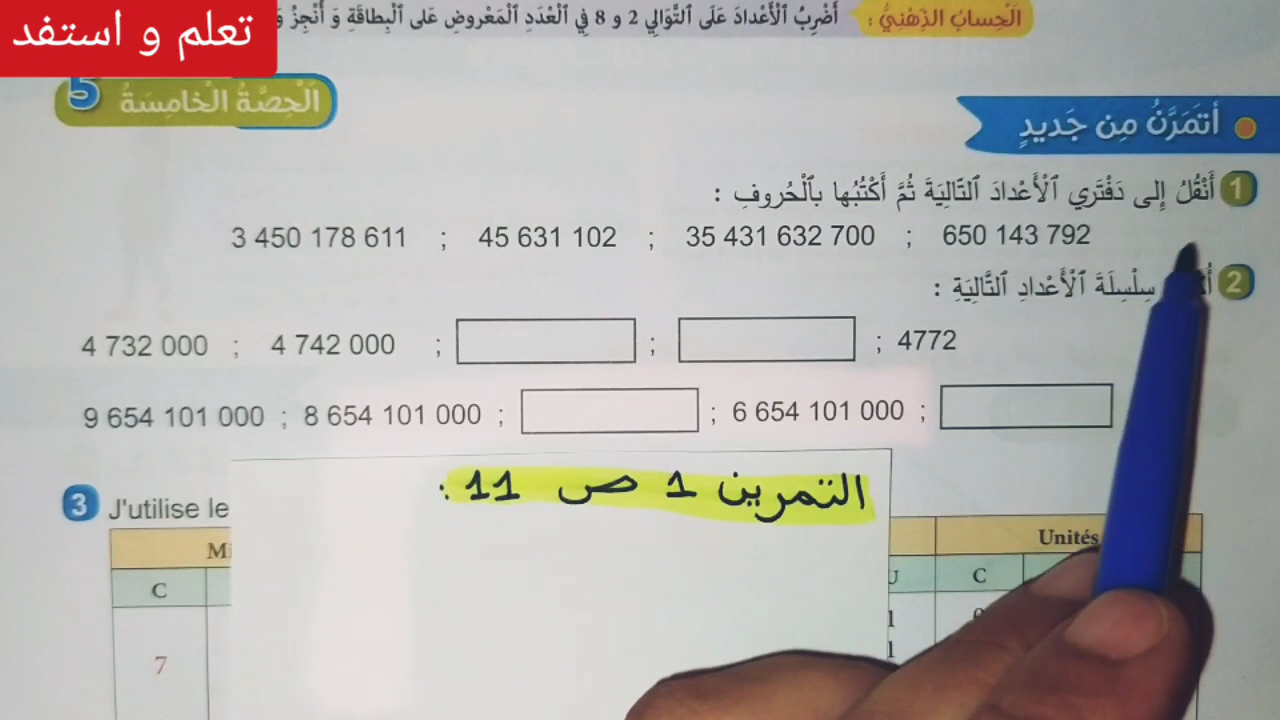 تعلم و استفد
اَلْحِسابُ الذِّهْنِيُّ : أَضْرِبُ ٱلْأَعْدادَ عَلَى ٱلتَّوَالِي 2 و 8 فِي ٱلْعَدَدِ ٱلْمَعْروضِ عَلى ٱلْبِطاقَةِ وَ أُنْجِزُ
اَلْحِصَّةُ الْخامِسَةُ 5
أَتَمَرَّنُ مِن جَديدٍ
1 أَنْقُلُ إِلى دَفْتَري ٱلْأَعْدادَ ٱلتّالِيَةَ ثُمَّ أَكْتُبُها بِٱلْحُروفِ :
3 450 178 611 ; 45 631 102 ; 35 431 632 700 ; 650 143 792
2 سِلْسِلَةَ ٱلْأَعْدادِ ٱلتَّالِيَةِ :
4 732 000 ; 4 742 000 ; ; ; 4772
9 654 101 000 ; 8 654 101 000 ; ; 6 654 101 000 ;
التمرين 1 ص 11 :
3 J'utilise le
Unités
C U C
7 1
1